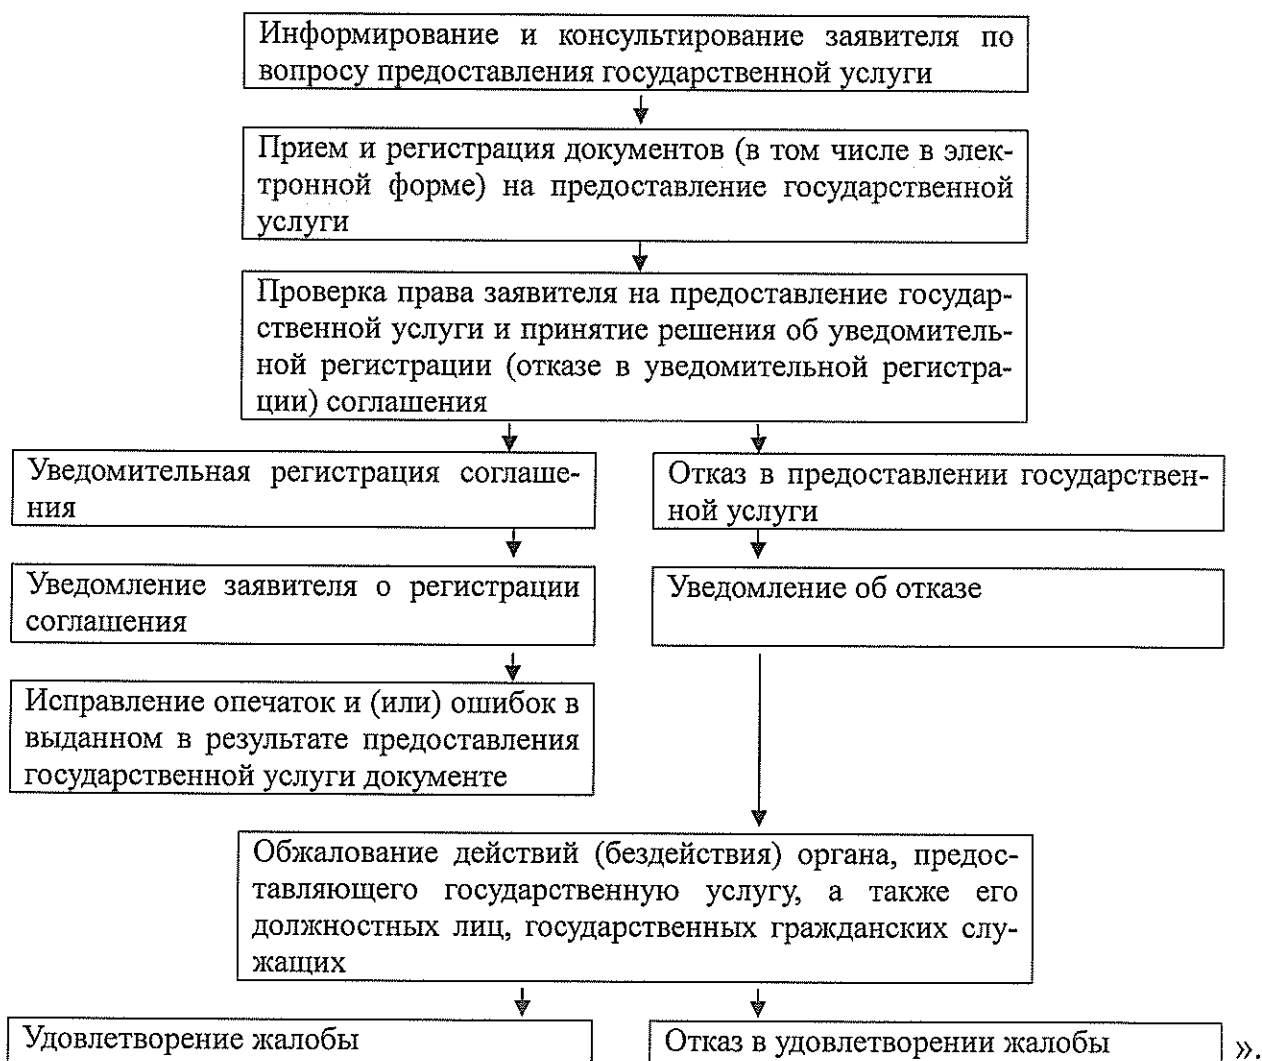 Информирование и консультирование заявителя по
вопросу предоставления государственной услуги
Прием и регистрация документов (в том числе в элек-
тронной форме) на предоставление государственной
услуги
Проверка права заявителя на предоставление государ-
ственной услуги и принятие решения об уведомитель-
ной регистрации (отказе в уведомительной регистра-
ции) соглашения
Уведомительная регистрация соглаше-
ния
Отказ в предоставлении государствен-
ной услуги
Уведомление заявителя о регистрации
соглашения
Уведомление об отказе
Исправление опечаток и (или) ошибок в
выданном в результате предоставления
государственной услуги документе
Обжалование действий (бездействия) органа, предос-
тавляющего государственную услугу, а также его
должностных лиц, государственных гражданских слу-
жащих
Удовлетворение жалобы
Отказ в удовлетворении жалобы
».